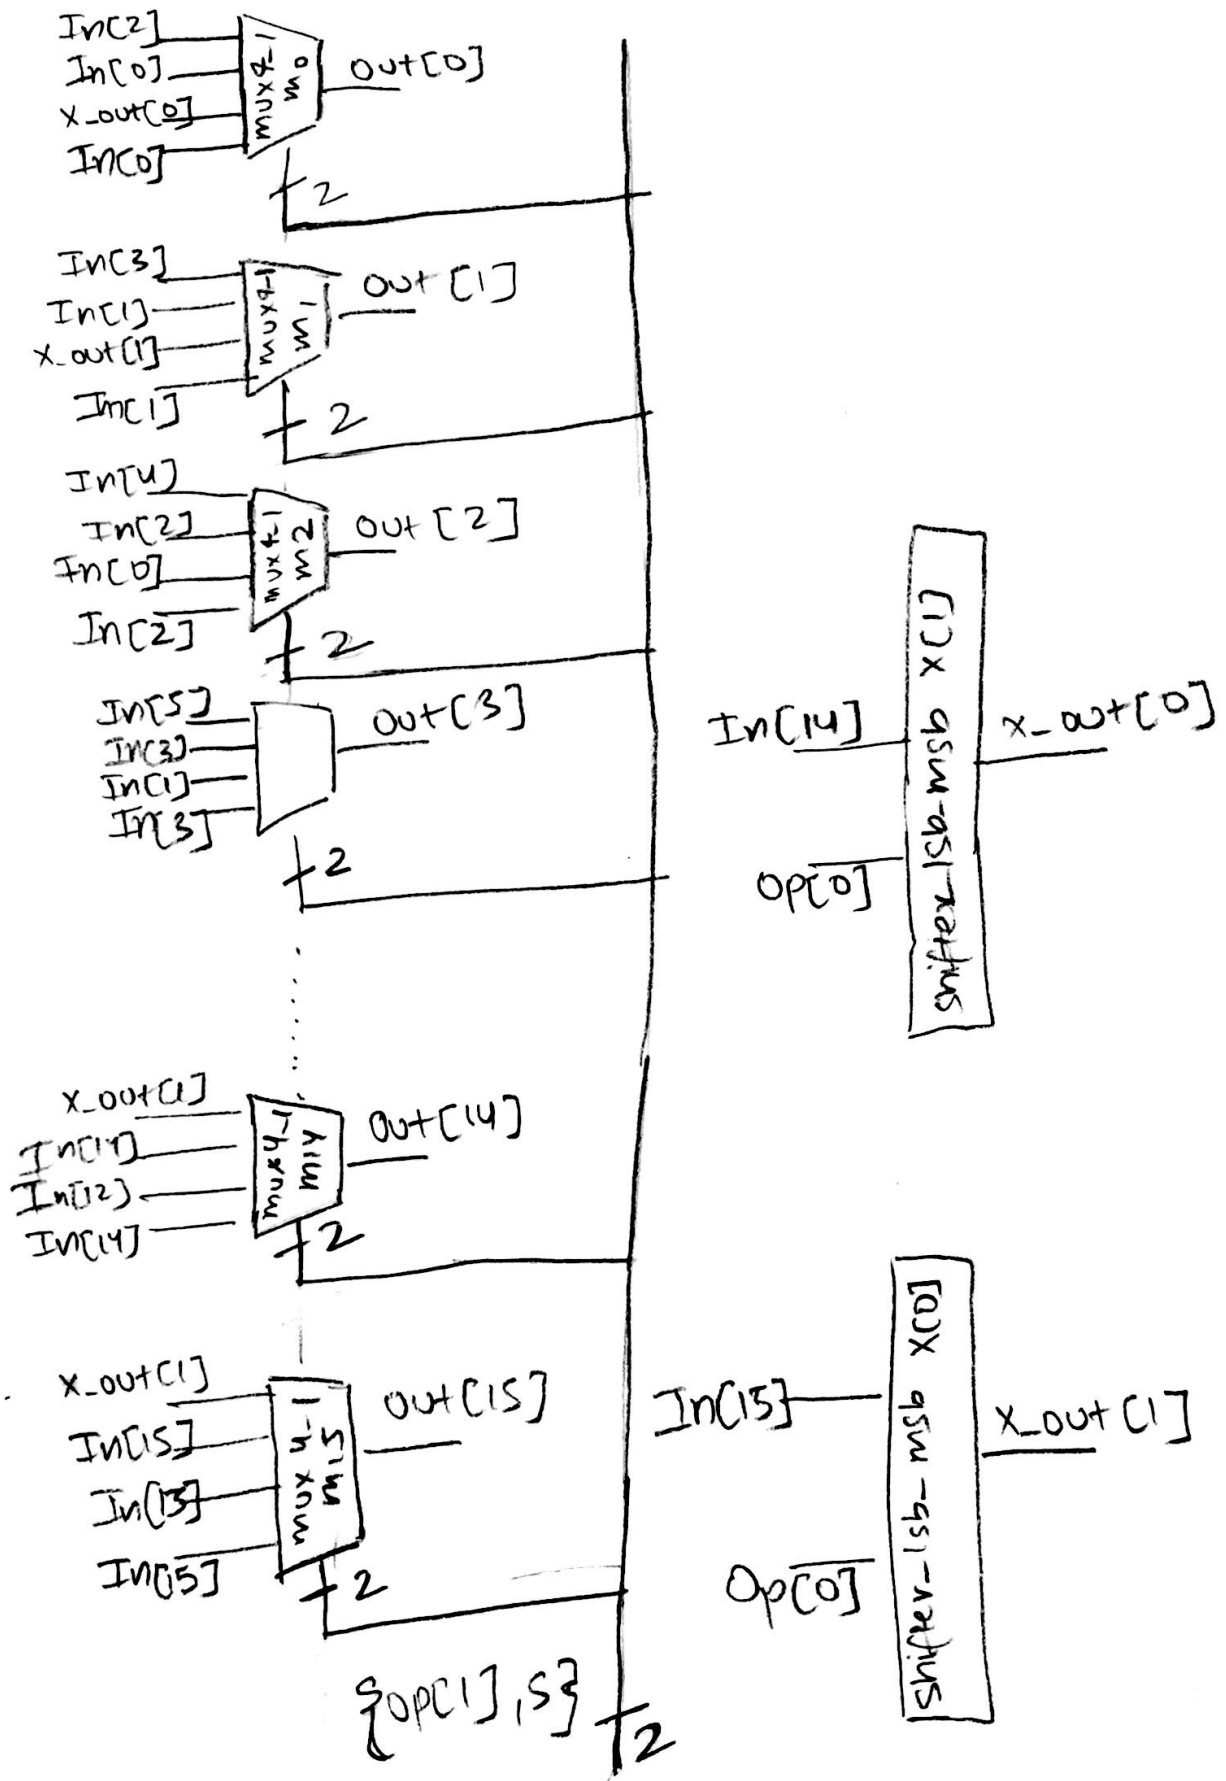 In[2]
In[0]
x_out[0]
In[0]
mux4-1
m0
out[0]
2
In[3]
In[1]
x_out[1]
In[1]
mux4-1
m1
out[1]
2
In[4]
In[2]
In[0]
In[2]
mux4-1
m2
out[2]
2
In[5]
In[3]
In[1]
In[3]
out[3]
2
In[14]
Op[0]
shifter-lsb-msb x[1]
x_out[0]
x_out[1]
In[14]
In[12]
In[14]
mux4-1
m14
out[14]
2
x_out[1]
In[15]
In[13]
In[15]
mux 4-1
m15
out[15]
2
In[15]
Op[0]
shifter_lsb_msb x[0]
x_out[1]
{op[1],s}
2